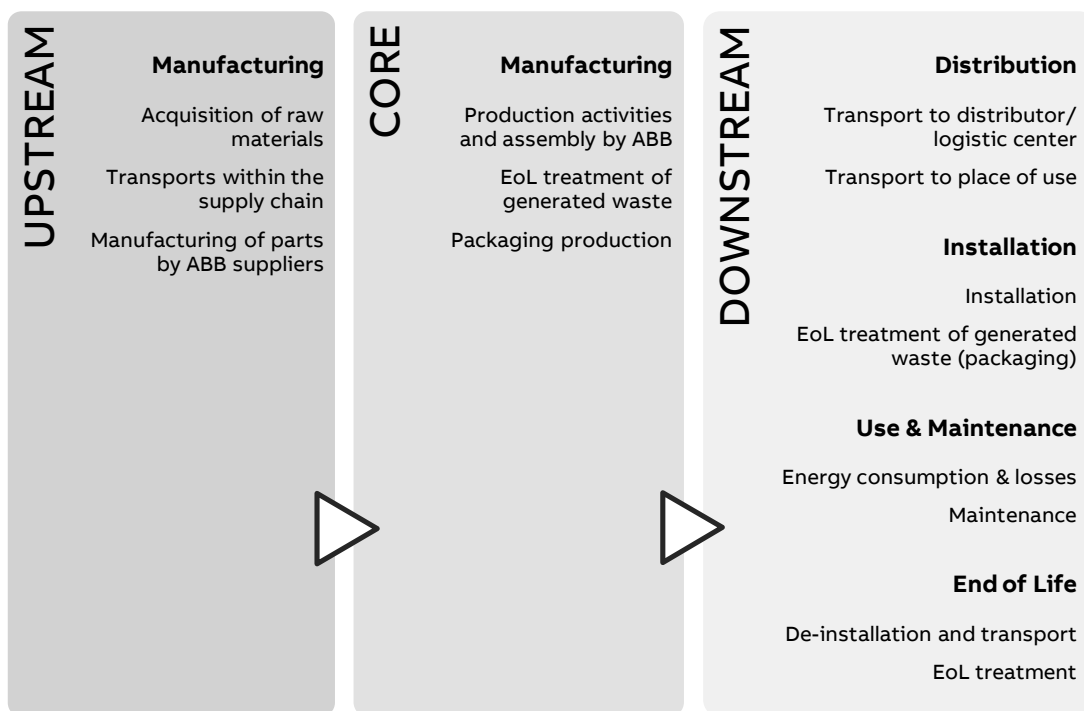 UPSTREAM
Manufacturing
Acquisition of raw
materials
Transports within the
supply chain
Manufacturing of parts
by ABB suppliers
CORE
Manufacturing
Production activities
and assembly by ABB
EoL treatment of
generated waste
Packaging production
DOWNSTREAM
Distribution
Transport to distributor/
logistic center
Transport to place of use
Installation
Installation
EoL treatment of generated
waste (packaging)
Use & Maintenance
Energy consumption & losses
Maintenance
End of Life
De-installation and transport
EoL treatment